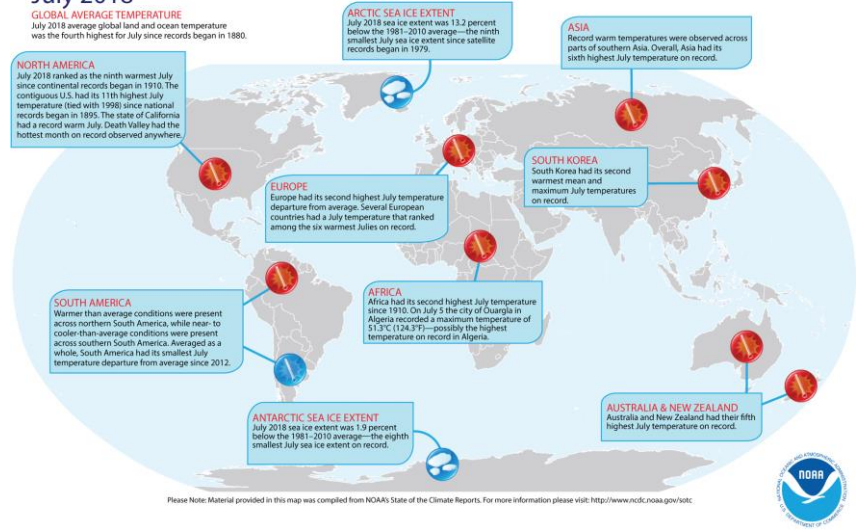 July 2018
GLOBAL AVERAGE TEMPERATURE
July 2018 average global land and ocean temperature
was the fourth highest for July since records began in 1880.
ARCTIC SEA ICE EXTENT
July 2018 sea ice extent was 13.2 percent
below the 1981–2010 average—the ninth
smallest July sea ice extent since satellite
records began in 1979.
ASIA
Record warm temperatures were observed across
parts of southern Asia. Overall, Asia had its
sixth highest July temperature on record.
NORTH AMERICA
July 2018 ranked as the ninth warmest July
since continental records began in 1910. The
contiguous U.S. had its 11th highest July
temperature (tied with 1998) since national
records began in 1895. The state of California
had a record warm July. Death Valley had the
hottest month on record observed anywhere.
SOUTH KOREA
South Korea had its second
warmest mean and
maximum July temperatures
on record.
EUROPE
Europe had its second highest July temperature
departure from average. Several European
countries had a July temperature that ranked
among the six warmest Julies on record.
AFRICA
Africa had its second highest July temperature
since 1910. On July 5 the city of Ouargla in
Algeria recorded a maximum temperature of
51.3°C (124.3°F)—possibly the highest
temperature on record in Algeria.
SOUTH AMERICA
Warmer than average conditions were present
across northern South America, while near- to
cooler-than-average conditions were present
across southern South America. Averaged as a
whole, South America had its smallest July
temperature departure from average since 2012.
AUSTRALIA & NEW ZEALAND
Australia and New Zealand had their fifth
highest July temperature on record.
ANTARCTIC SEA ICE EXTENT
July 2018 sea ice extent was 1.9 percent
below the 1981–2010 average—the eighth
smallest July sea ice extent on record.
NATIONAL OCEANIC AND ATMOSPHERIC ADMINISTRATION
NOAA
U.S. DEPARTMENT OF COMMERCE
Please Note: Material provided in this map was compiled from NOAA's State of the Climate Reports. For more information please visit: http://www.ncdc.noaa.gov/sotc